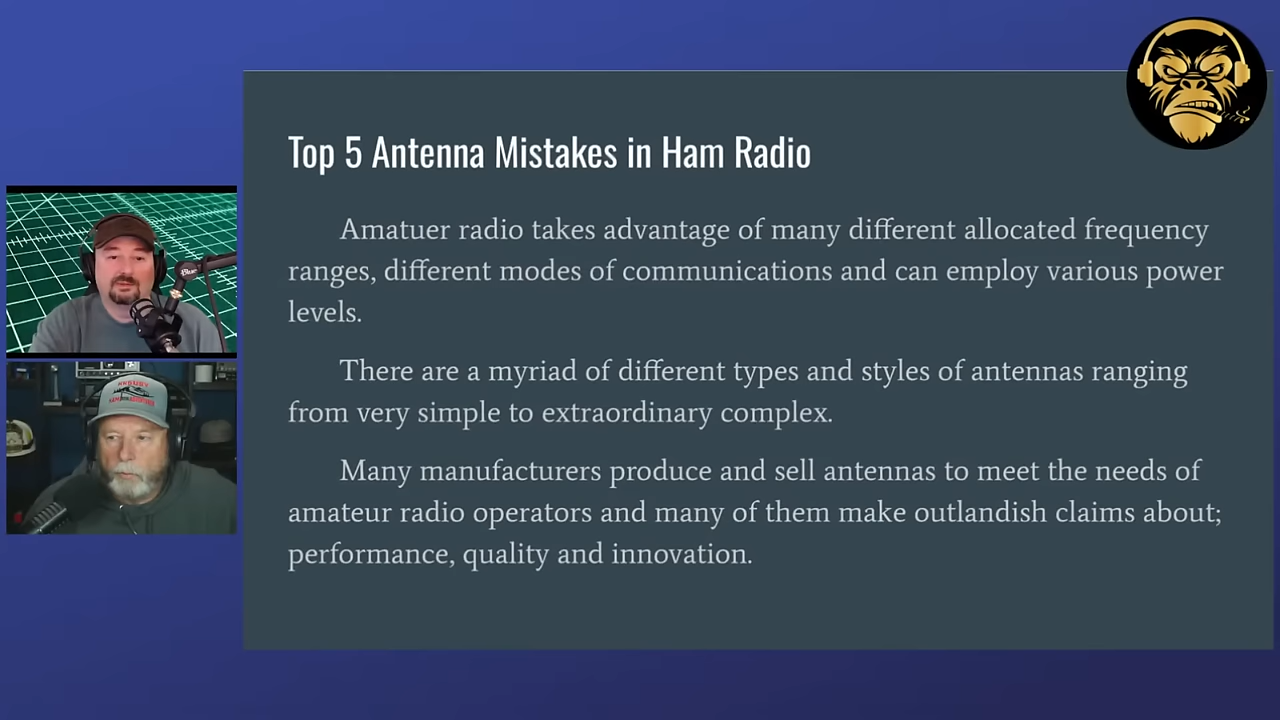 Top 5 Antenna Mistakes in Ham Radio
Amatuer radio takes advantage of many different allocated frequency
ranges, different modes of communications and can employ various power
levels.
There are a myriad of different types and styles of antennas ranging
from very simple to extraordinary complex.
Many manufacturers produce and sell antennas to meet the needs of
amateur radio operators and many of them make outlandish claims about;
performance, quality and innovation.
Blue